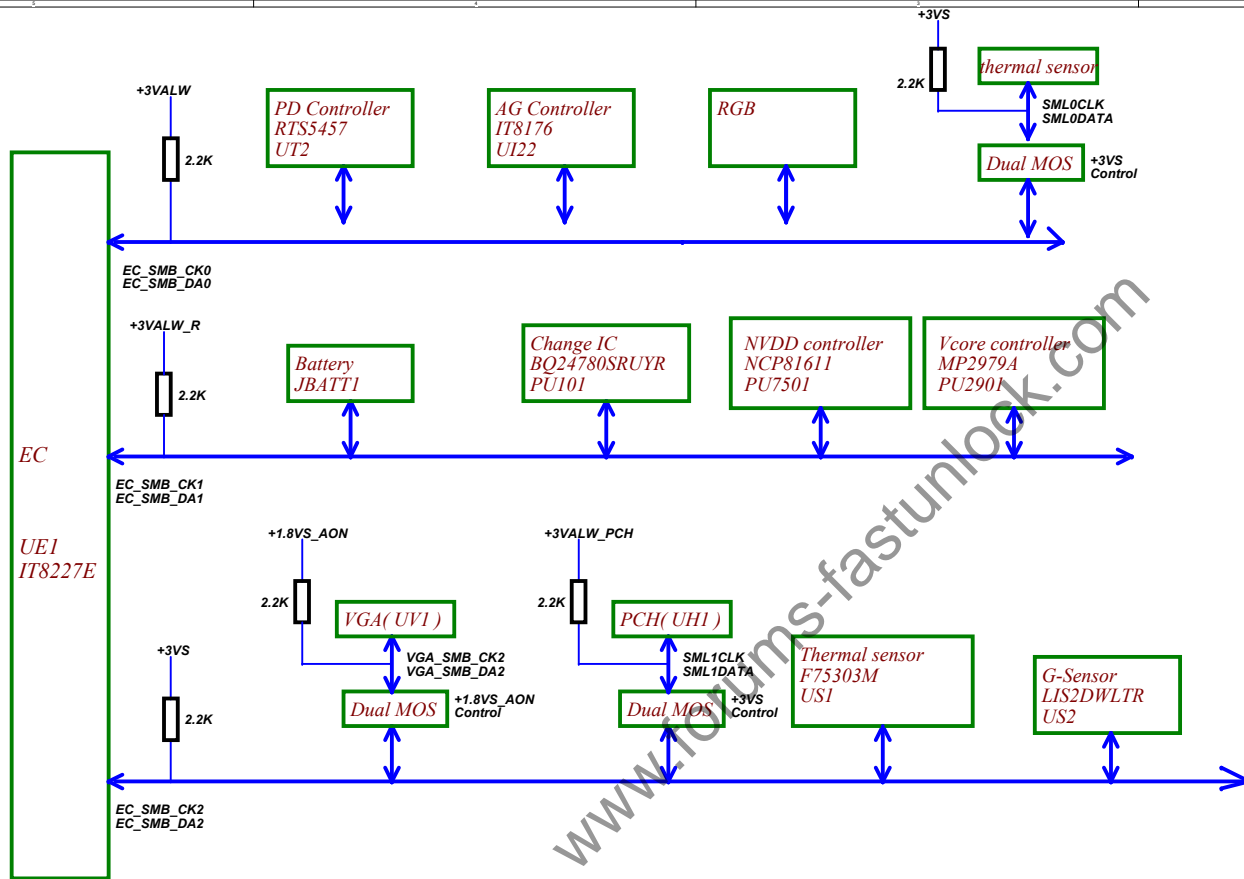 +3VS
2.2K
thermal sensor
SML0CLK
SML0DATA
Dual MOS
+3VS
Control
+3VALW
2.2K
PD Controller
RTS5457
UT2
AG Controller
IT8176
UI22
RGB
EC_SMB_CK0
EC_SMB_DA0
+3VALW_R
2.2K
Battery
JBATT1
Change IC
BQ24780SRUYR
PU101
NVDD controller
NCP81611
PU7501
Vcore controller
MP2979A
PU2901
EC
UE1
IT8227E
EC_SMB_CK1
EC_SMB_DA1
+1.8VS_AON
2.2K
VGA( UV1 )
VGA_SMB_CK2
VGA_SMB_DA2
Dual MOS
+1.8VS_AON
Control
+3VALW_PCH
2.2K
PCH( UH1 )
SML1CLK
SML1DATA
Dual MOS
+3VS
Control
Thermal sensor
F75303M
US1
G-Sensor
LIS2DWLTR
US2
+3VS
2.2K
EC_SMB_CK2
EC_SMB_DA2
www.forums-fastunlock.com